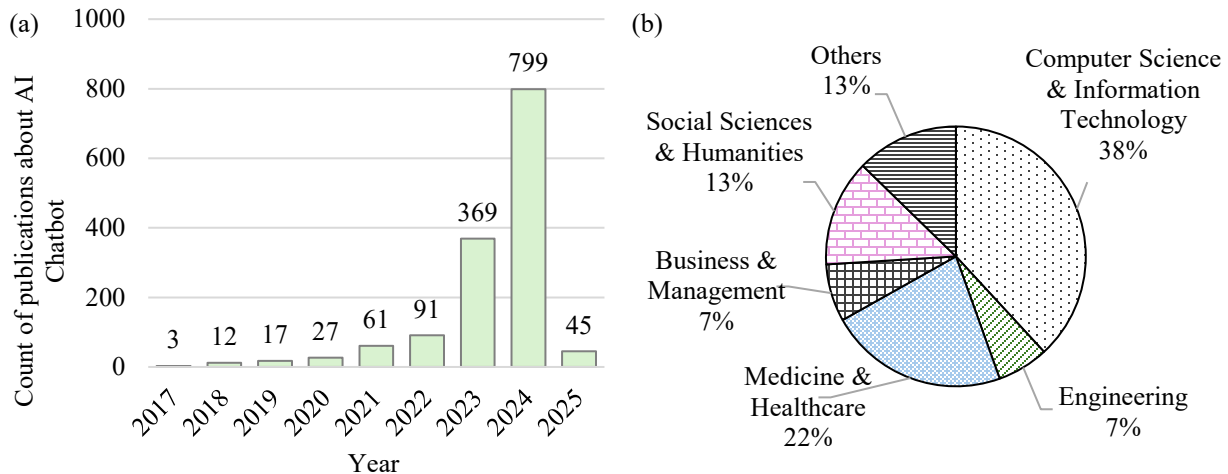 (a)
Count of publications about AI
Chatbot
1000
800
600
400
200
0
3
12
17
27
61
91
369
799
45
2017
2018
2019
2020
2021
2022
2023
2024
2025
Year
(b)
Others
13%
Computer Science
& Information
Technology
38%
Social Sciences
& Humanities
13%
Business &
Management
7%
Medicine &
Healthcare
22%
Engineering
7%